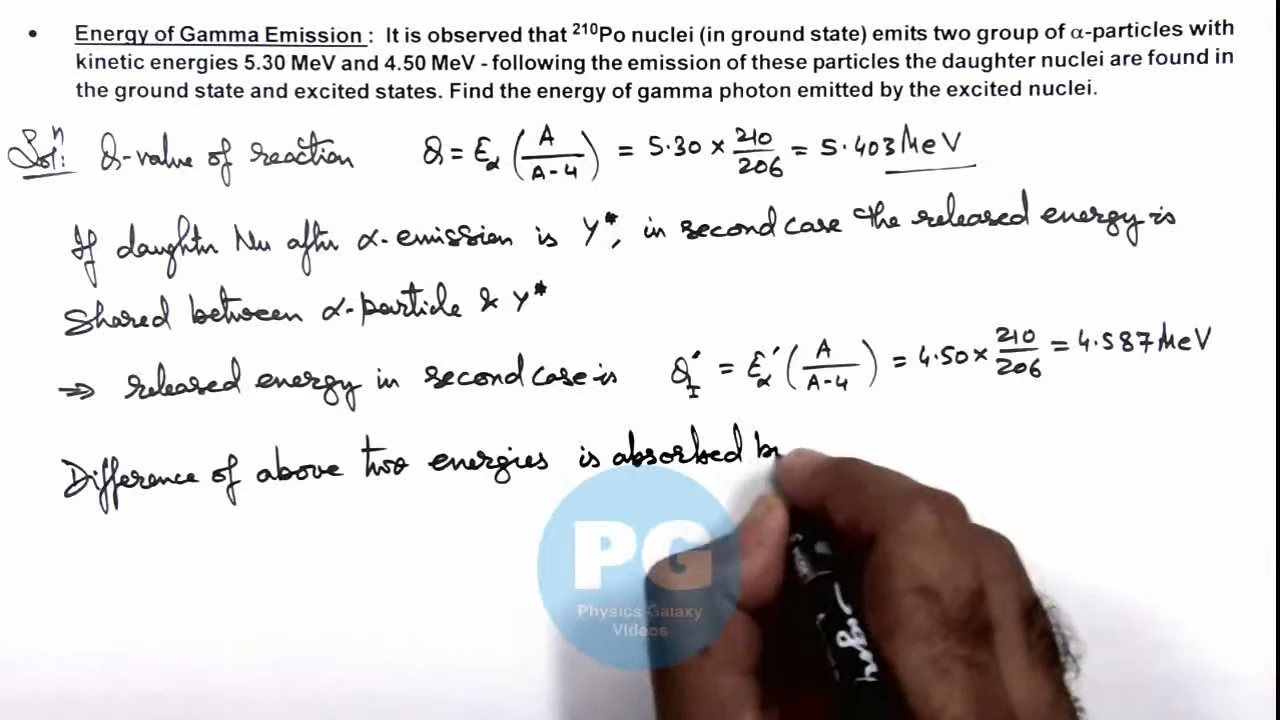 • Energy of Gamma Emission : It is observed that ²¹⁰Po nuclei (in ground state) emits two group of α-particles with
kinetic energies 5.30 MeV and 4.50 MeV - following the emission of these particles the daughter nuclei are found in
the ground state and excited states. Find the energy of gamma photon emitted by the excited nuclei.
Solⁿ: Q-value of reaction Q = Eα (A/(A-4)) = 5.30 × 210/206 = 5.403 MeV
If daughtr Nu after α-emission is Y*, in second case the released energy is
shared between α-particle & Y*
⇒ released energy in second case is Q'I = E'α (A/(A-4)) = 4.50 × 210/206 = 4.587 MeV
Difference of above two energies is absorbed by
PG
Physics Galaxy
Videos